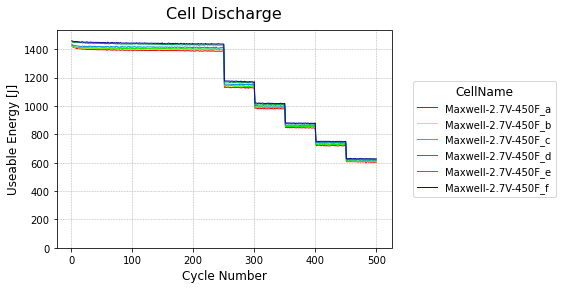 Cell Discharge
Useable Energy [J]
1400
1200
1000
800
600
400
200
0
0 100 200 300 400 500
Cycle Number
CellName
Maxwell-2.7V-450F_a
Maxwell-2.7V-450F_b
Maxwell-2.7V-450F_c
Maxwell-2.7V-450F_d
Maxwell-2.7V-450F_e
Maxwell-2.7V-450F_f